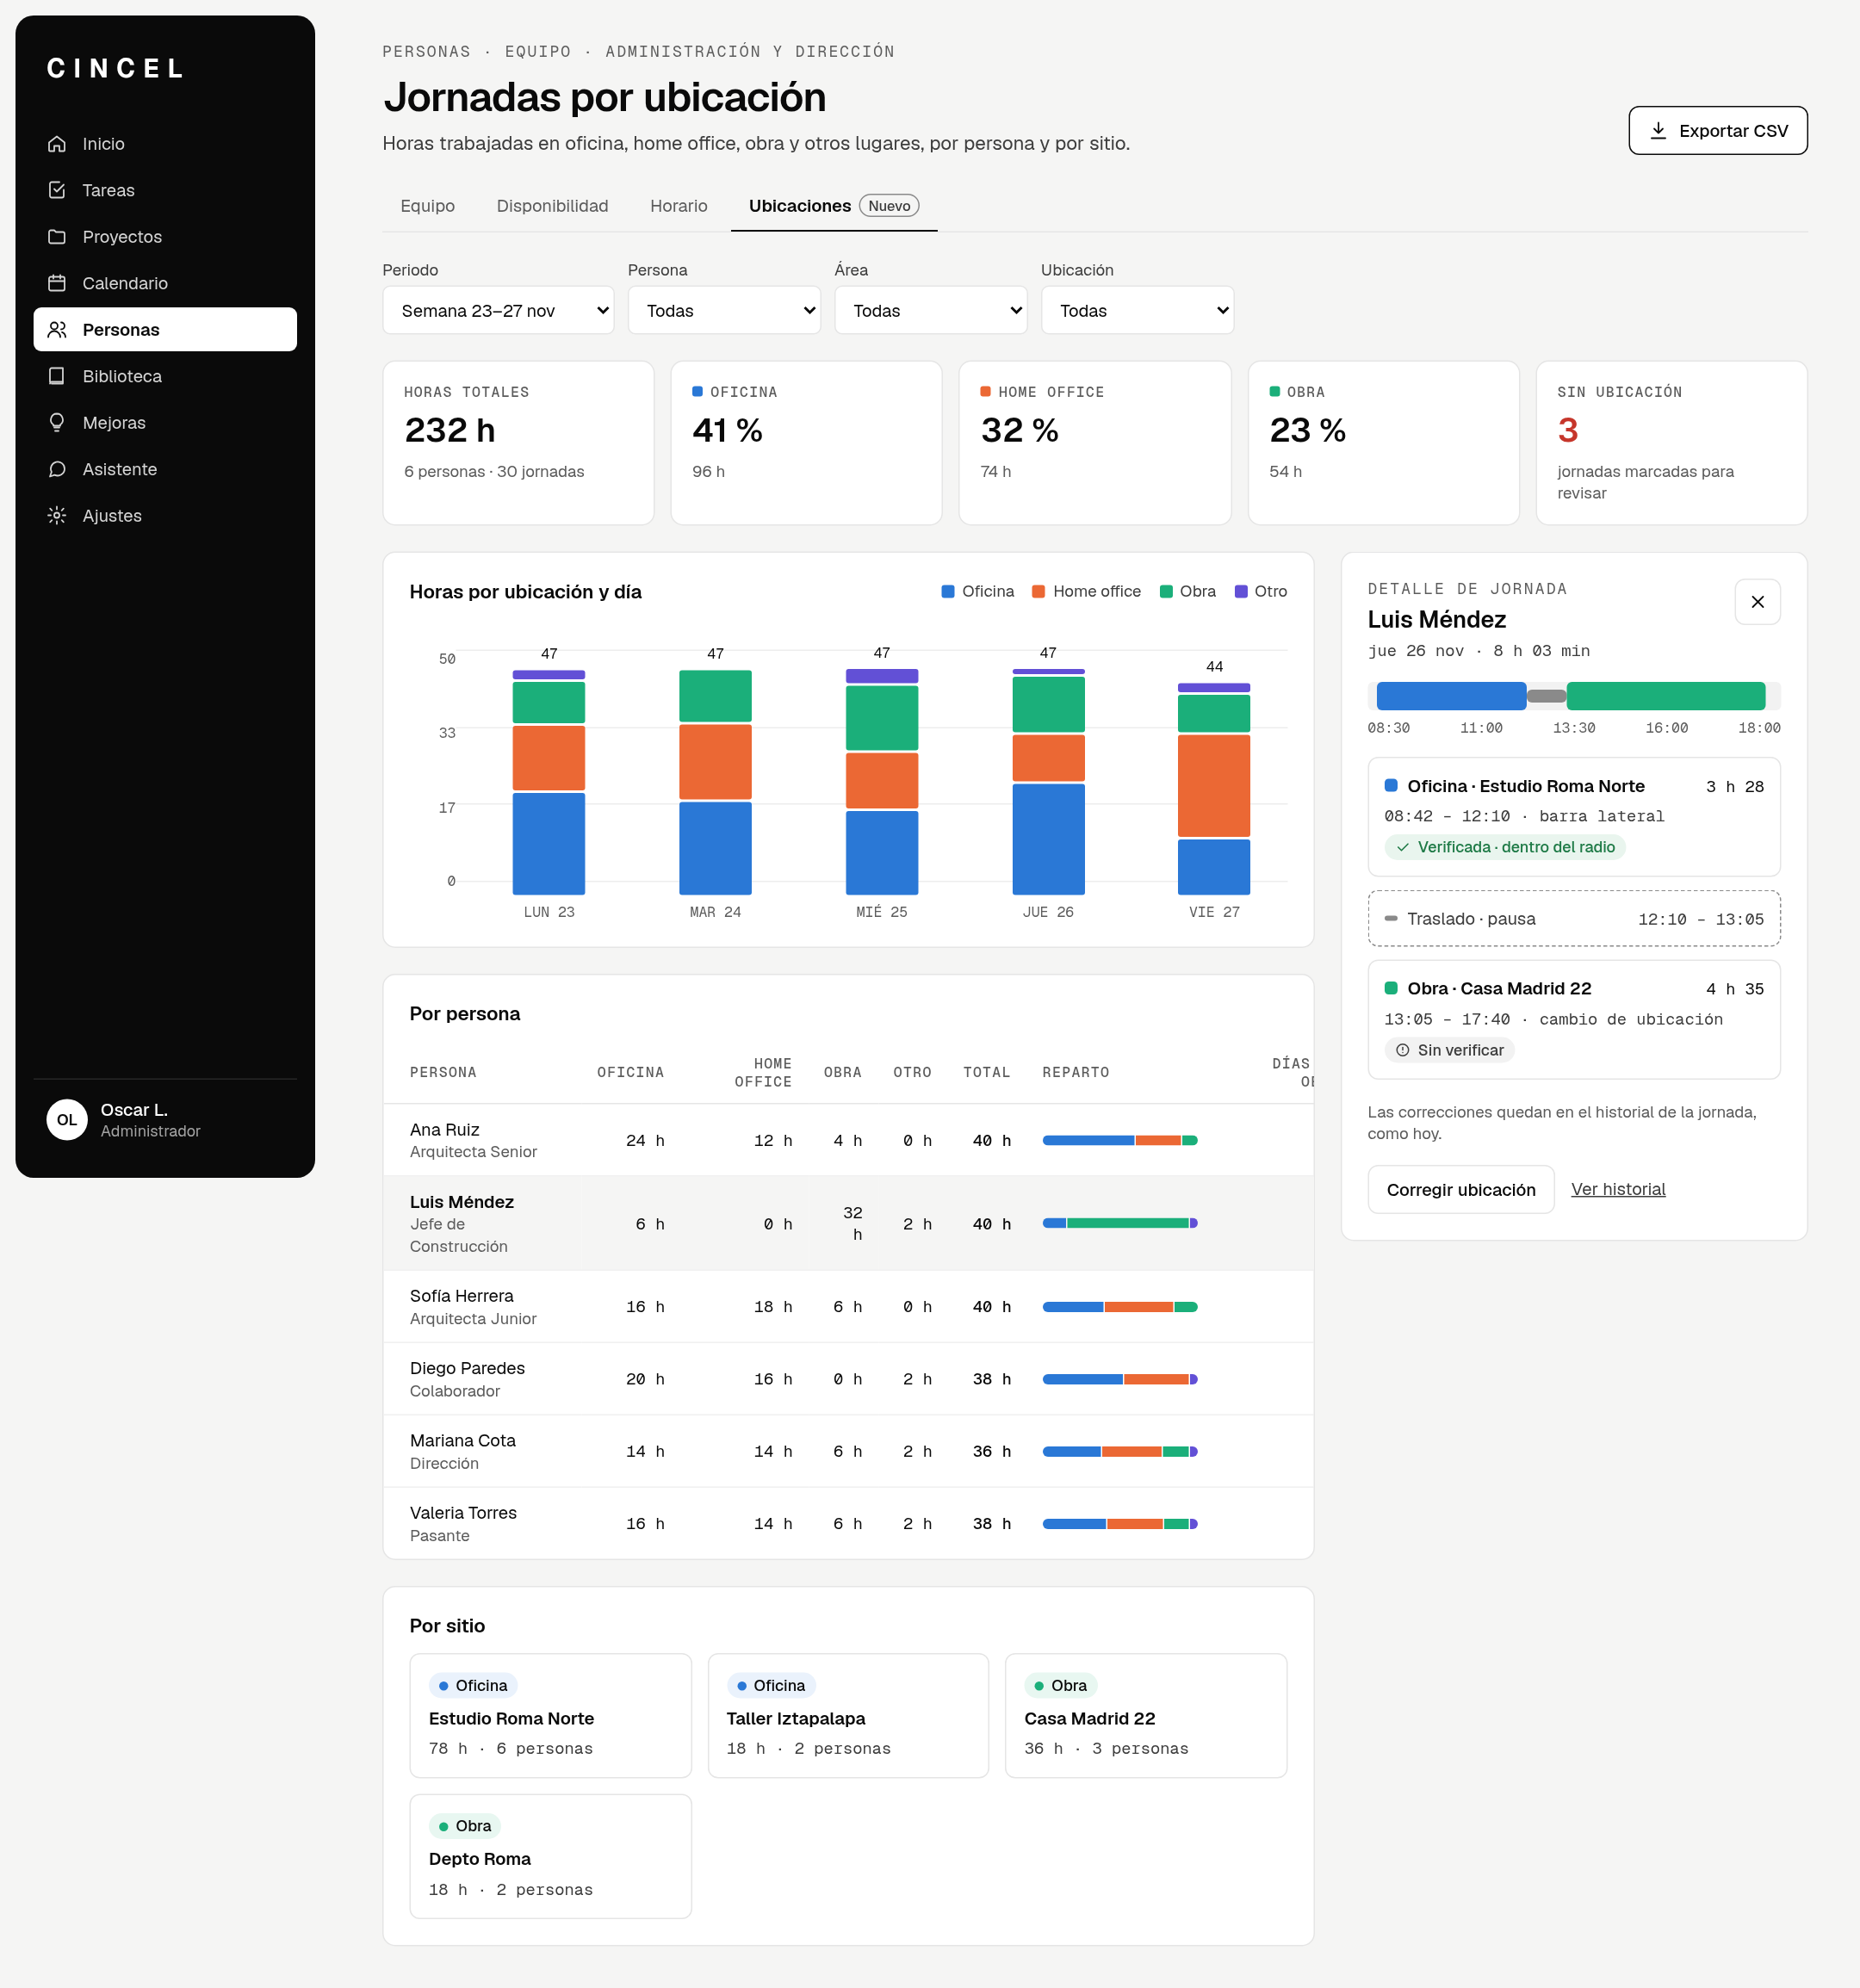 CINCEL
Inicio
Tareas
Proyectos
Calendario
Personas
Biblioteca
Mejoras
Asistente
Ajustes
OL
Oscar L.
Administrador
PERSONAS · EQUIPO · ADMINISTRACIÓN Y DIRECCIÓN
Jornadas por ubicación
Horas trabajadas en oficina, home office, obra y otros lugares, por persona y por sitio.
Exportar CSV
Equipo Disponibilidad Horario Ubicaciones Nuevo
Periodo Persona Área Ubicación
Semana 23–27 nov Todas Todas Todas
HORAS TOTALES
232 h
6 personas · 30 jornadas
OFICINA
41 %
96 h
HOME OFFICE
32 %
74 h
OBRA
23 %
54 h
SIN UBICACIÓN
3
jornadas marcadas para
revisar
Horas por ubicación y día
Oficina Home office Obra Otro
47 47 47 47 44
50
33
17
0
LUN 23 MAR 24 MIÉ 25 JUE 26 VIE 27
DETALLE DE JORNADA
Luis Méndez
jue 26 nov · 8 h 03 min
08:30 11:00 13:30 16:00 18:00
Oficina · Estudio Roma Norte 3 h 28
08:42 – 12:10 · barra lateral
Verificada · dentro del radio
Traslado · pausa 12:10 – 13:05
Obra · Casa Madrid 22 4 h 35
13:05 – 17:40 · cambio de ubicación
Sin verificar
Las correcciones quedan en el historial de la jornada,
como hoy.
Corregir ubicación Ver historial
Por persona
PERSONA OFICINA HOME OFFICE OBRA OTRO TOTAL REPARTO DÍAS
Ana Ruiz
Arquitecta Senior
24 h 12 h 4 h 0 h 40 h
Luis Méndez
Jefe de
Construcción
6 h 0 h 32 h 2 h 40 h
Sofía Herrera
Arquitecta Junior
16 h 18 h 6 h 0 h 40 h
Diego Paredes
Colaborador
20 h 16 h 0 h 2 h 38 h
Mariana Cota
Dirección
14 h 14 h 6 h 2 h 36 h
Valeria Torres
Pasante
16 h 14 h 6 h 2 h 38 h
Por sitio
Oficina
Estudio Roma Norte
78 h · 6 personas
Oficina
Taller Iztapalapa
18 h · 2 personas
Obra
Casa Madrid 22
36 h · 3 personas
Obra
Depto Roma
18 h · 2 personas